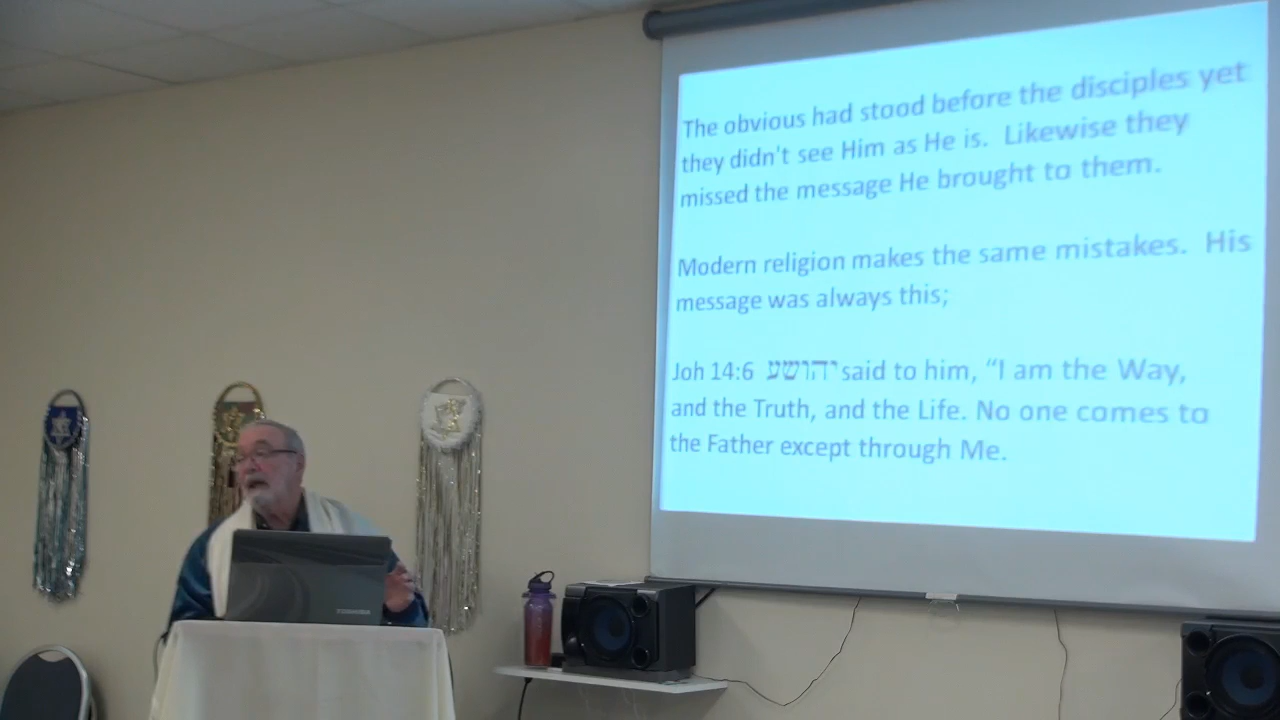 The obvious had stood before the disciples yet
they didn't see Him as He is.  Likewise they
missed the message He brought to them.
Modern religion makes the same mistakes.  His
message was always this;
Joh 14:6  יהושע said to him, “I am the Way,
and the Truth, and the Life. No one comes to
the Father except through Me.
TOSHIBA